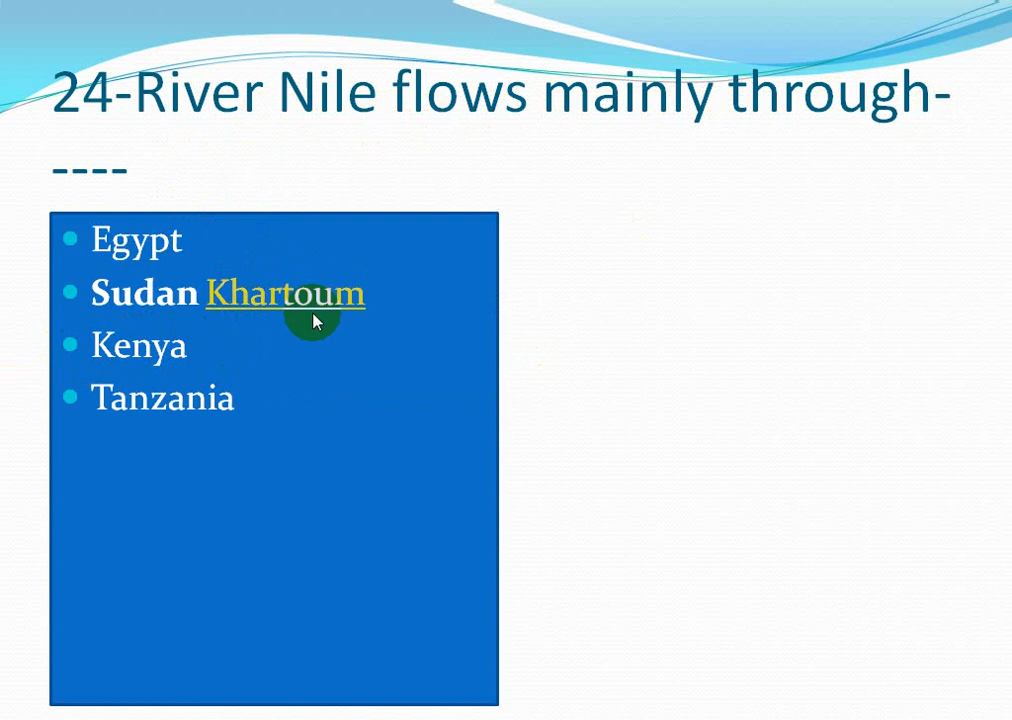 24-River Nile flows mainly through-
----
Egypt
Sudan Khartoum
Kenya
Tanzania